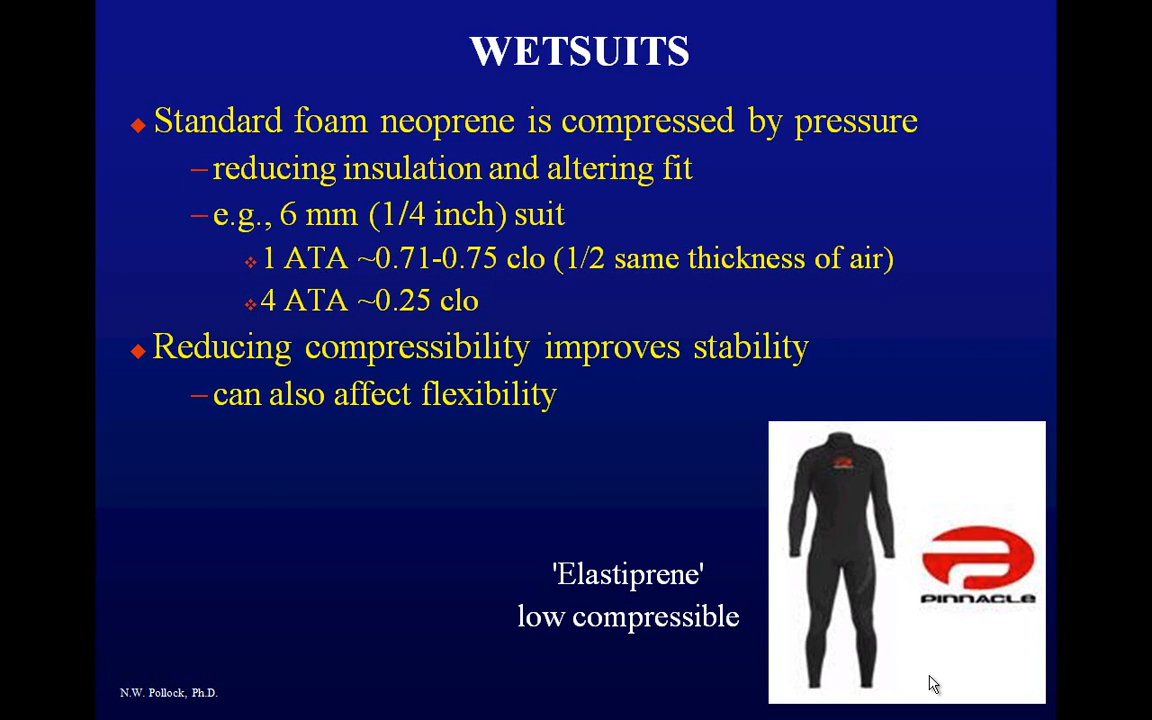 WETSUITS
Standard foam neoprene is compressed by pressure
–reducing insulation and altering fit
–e.g., 6 mm (1/4 inch) suit
1 ATA ~0.71-0.75 clo (1/2 same thickness of air)
4 ATA ~0.25 clo
Reducing compressibility improves stability
–can also affect flexibility
'Elastiprene'
low compressible
PINNACLE
N.W. Pollock, Ph.D.